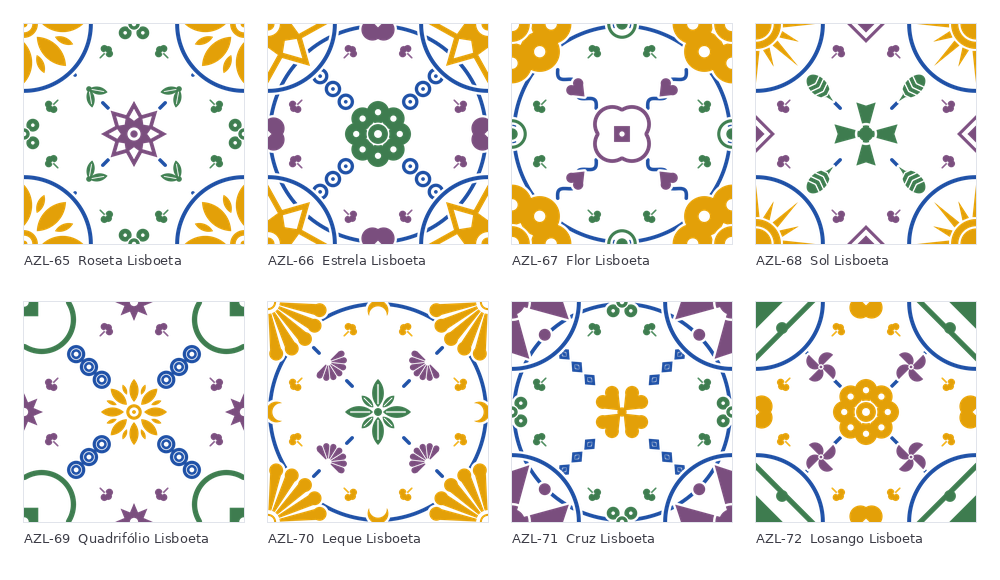 AZL-65 Roseta Lisboeta
AZL-66 Estrela Lisboeta
AZL-67 Flor Lisboeta
AZL-68 Sol Lisboeta
AZL-69 Quadrifólio Lisboeta
AZL-70 Leque Lisboeta
AZL-71 Cruz Lisboeta
AZL-72 Losango Lisboeta